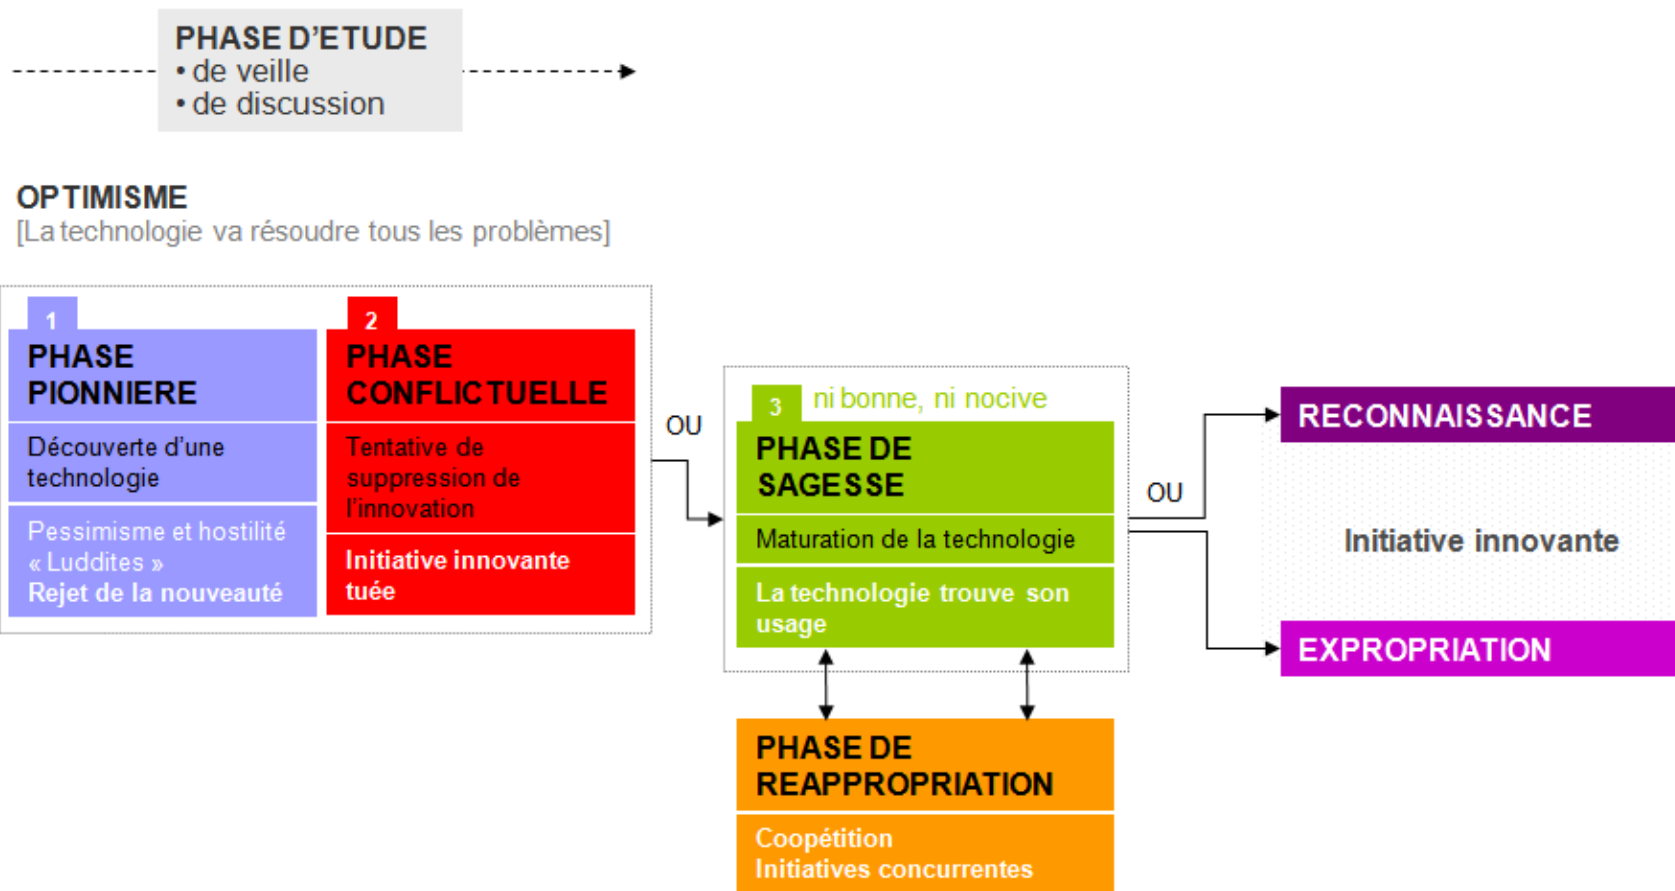 PHASE D'ETUDE
• de veille
• de discussion
OPTIMISME
[La technologie va résoudre tous les problèmes]
1
PHASE
PIONNIERE
Découverte d'une
technologie
Pessimisme et hostilité
« Luddites »
Rejet de la nouveauté
2
PHASE
CONFLICTUELLE
Tentative de
suppression de
l'innovation
Initiative innovante
tuée
OU
3
ni bonne, ni nocive
PHASE DE
SAGESSE
Maturation de la technologie
La technologie trouve son
usage
PHASE DE
REAPPROPRIATION
Coopétition
Initiatives concurrentes
OU
RECONNAISSANCE
Initiative innovante
EXPROPRIATION